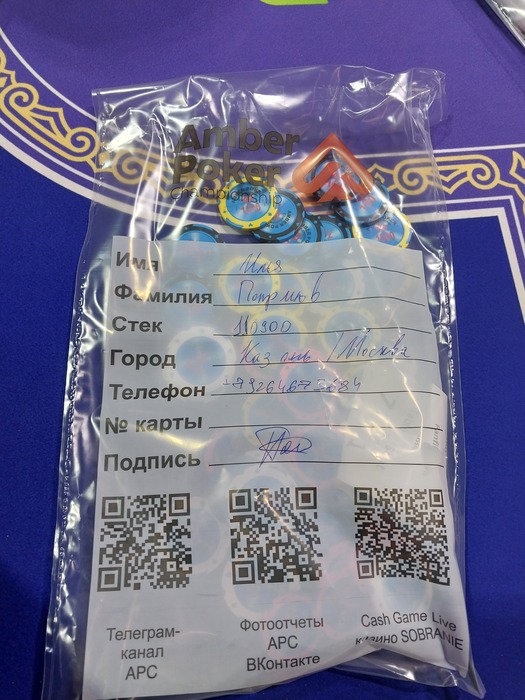 Amber
Poker
Championship
Имя Илья
Фамилия
Стек 110900
Город Казань / Москва
Телефон
№ карты
Подпись
Телеграм-
канал
APC
Фотоотчеты
APC
ВКонтакте
Cash Game Live
казино SOBRANIE